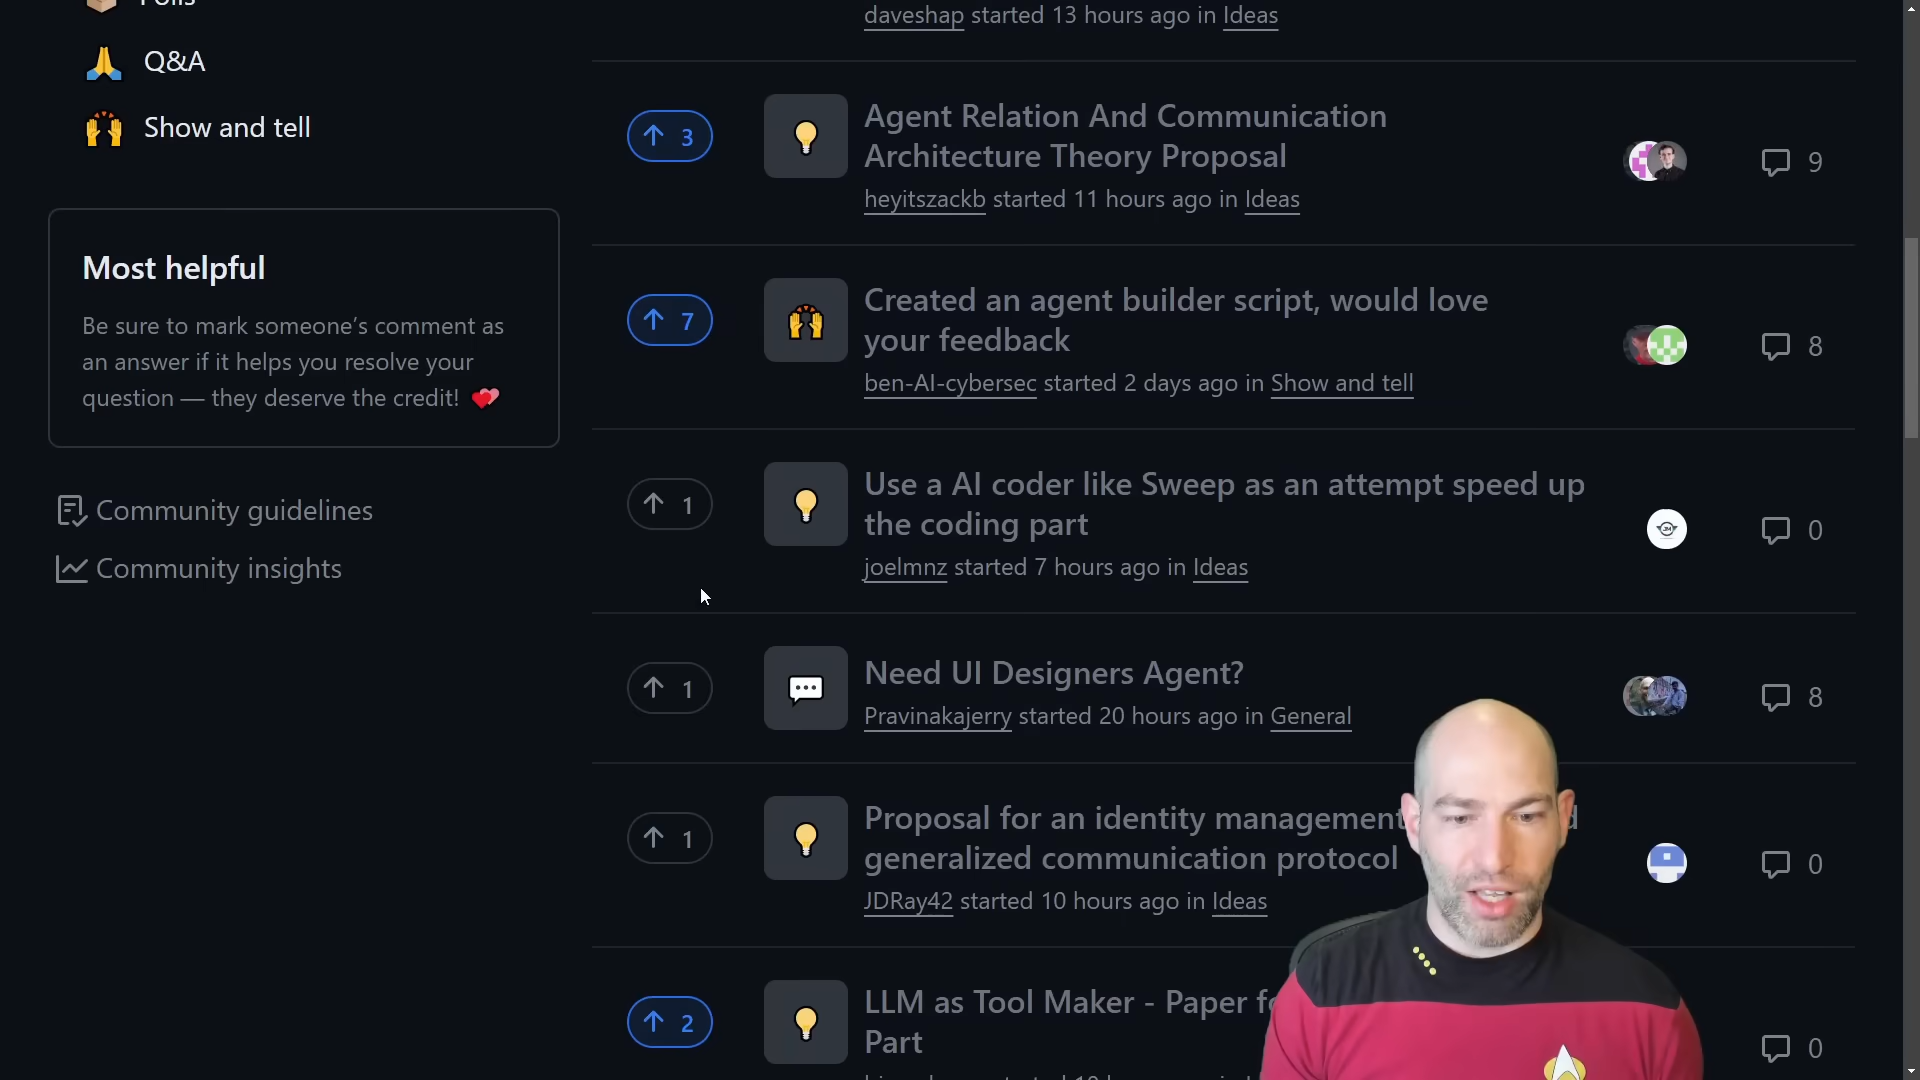 Polls
Q&A
Show and tell
Most helpful
Be sure to mark someone’s comment as
an answer if it helps you resolve your
question — they deserve the credit!
Community guidelines
Community insights
daveshap started 13 hours ago in Ideas
3
Agent Relation And Communication
Architecture Theory Proposal
heyitszackb started 11 hours ago in Ideas
9
7
Created an agent builder script, would love
your feedback
ben-AI-cybersec started 2 days ago in Show and tell
8
1
Use a AI coder like Sweep as an attempt speed up
the coding part
joelmnz started 7 hours ago in Ideas
0
1
Need UI Designers Agent?
Pravinakajerry started 20 hours ago in General
8
1
Proposal for an identity management
generalized communication protocol
JDRay42 started 10 hours ago in Ideas
0
2
LLM as Tool Maker - Paper
Part
0